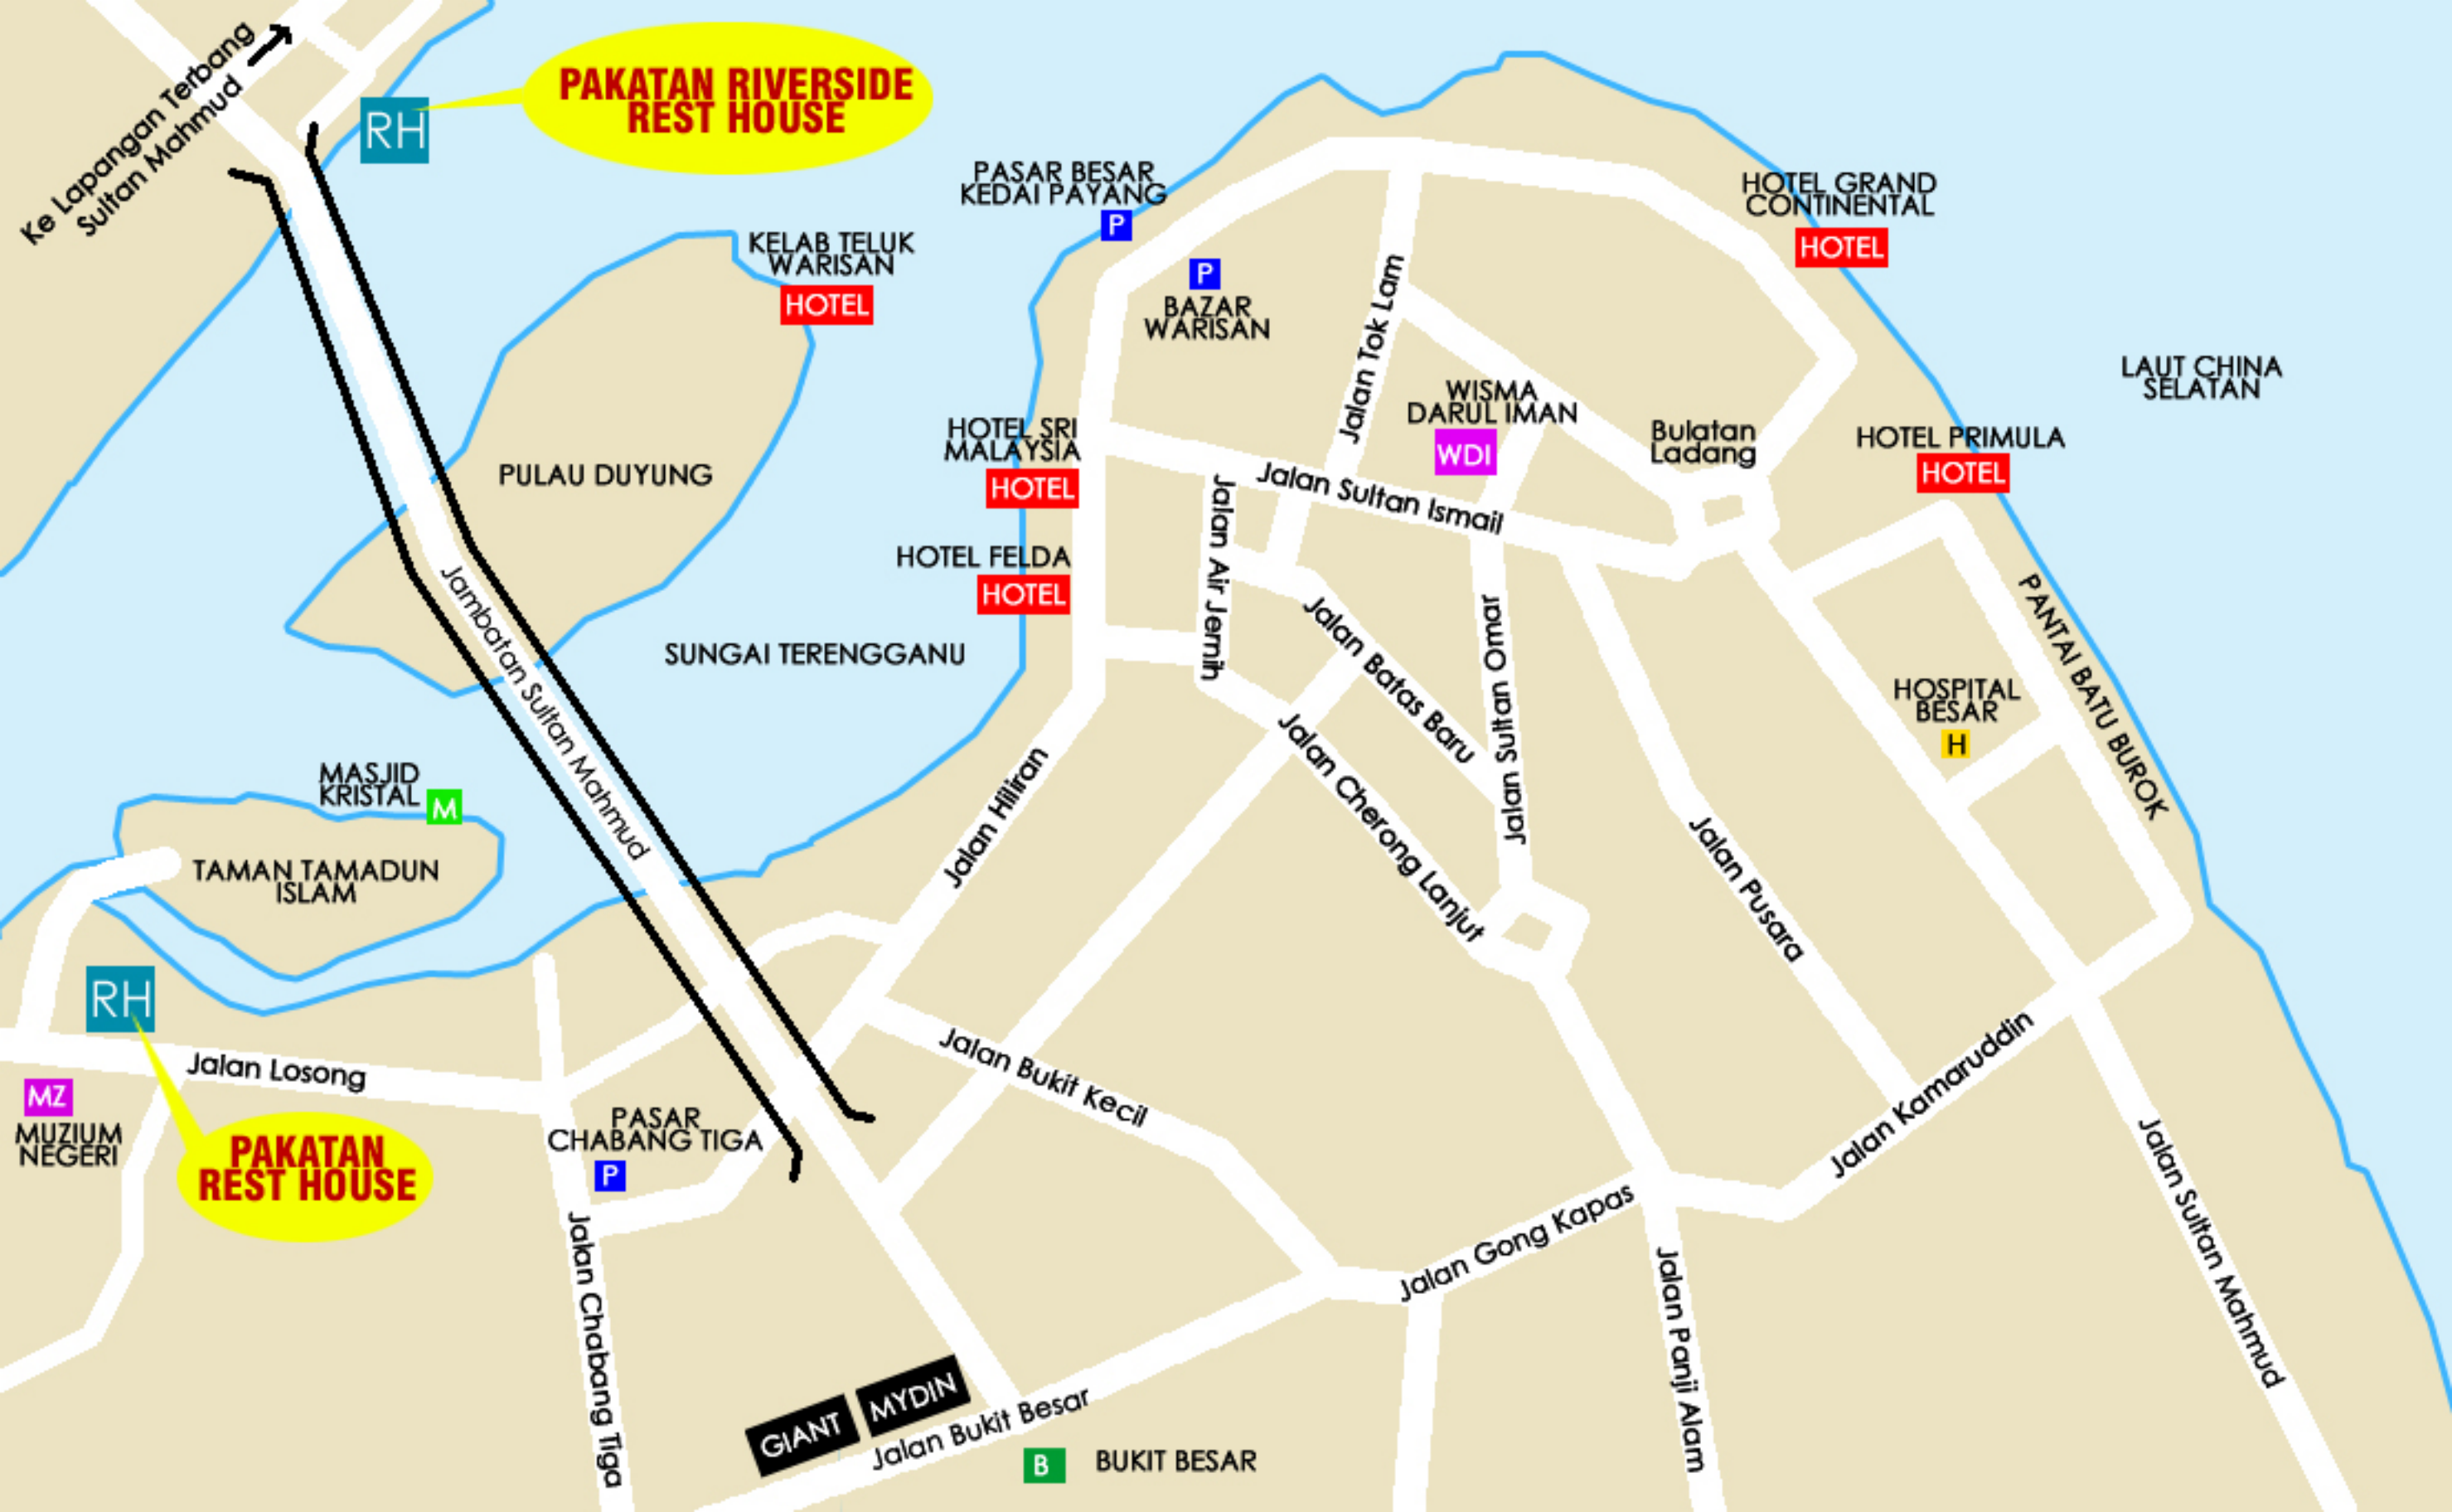 Ke Lapangan Terbang
Sultan Mahmud
RH
PAKATAN RIVERSIDE
REST HOUSE
PASAR BESAR
KEDAI PAYANG
P
HOTEL GRAND
CONTINENTAL
HOTEL
KELAB TELUK
WARISAN
HOTEL
P
BAZAR
WARISAN
Jalan Tok Lam
LAUT CHINA
SELATAN
WISMA
DARUL IMAN
WDI
Bulatan
Ladang
HOTEL PRIMULA
HOTEL
HOTEL SRI
MALAYSIA
HOTEL
PULAU DUYUNG
Jalan Sultan Ismail
Jalan Air Jernih
HOTEL FELDA
HOTEL
Jambatan Sultan Mahmud
SUNGAI TERENGGANU
Jalan Batas Baru
Jalan Sultan Omar
PANTAI BATU BUROK
HOSPITAL
BESAR
H
Jalan Cherong Lanjut
Jalan Hiliran
MASJID
KRISTAL
M
TAMAN TAMADUN
ISLAM
Jalan Pusara
RH
Jalan Losong
MZ
MUZIUM
NEGERI
PAKATAN
REST HOUSE
PASAR
CHABANG TIGA
P
Jalan Bukit Kecil
Jalan Kamaruddin
Jalan Gong Kapas
Jalan Sultan Mahmud
Jalan Chabang Tiga
Jalan Panji Alam
GIANT
MYDIN
Jalan Bukit Besar
B
BUKIT BESAR